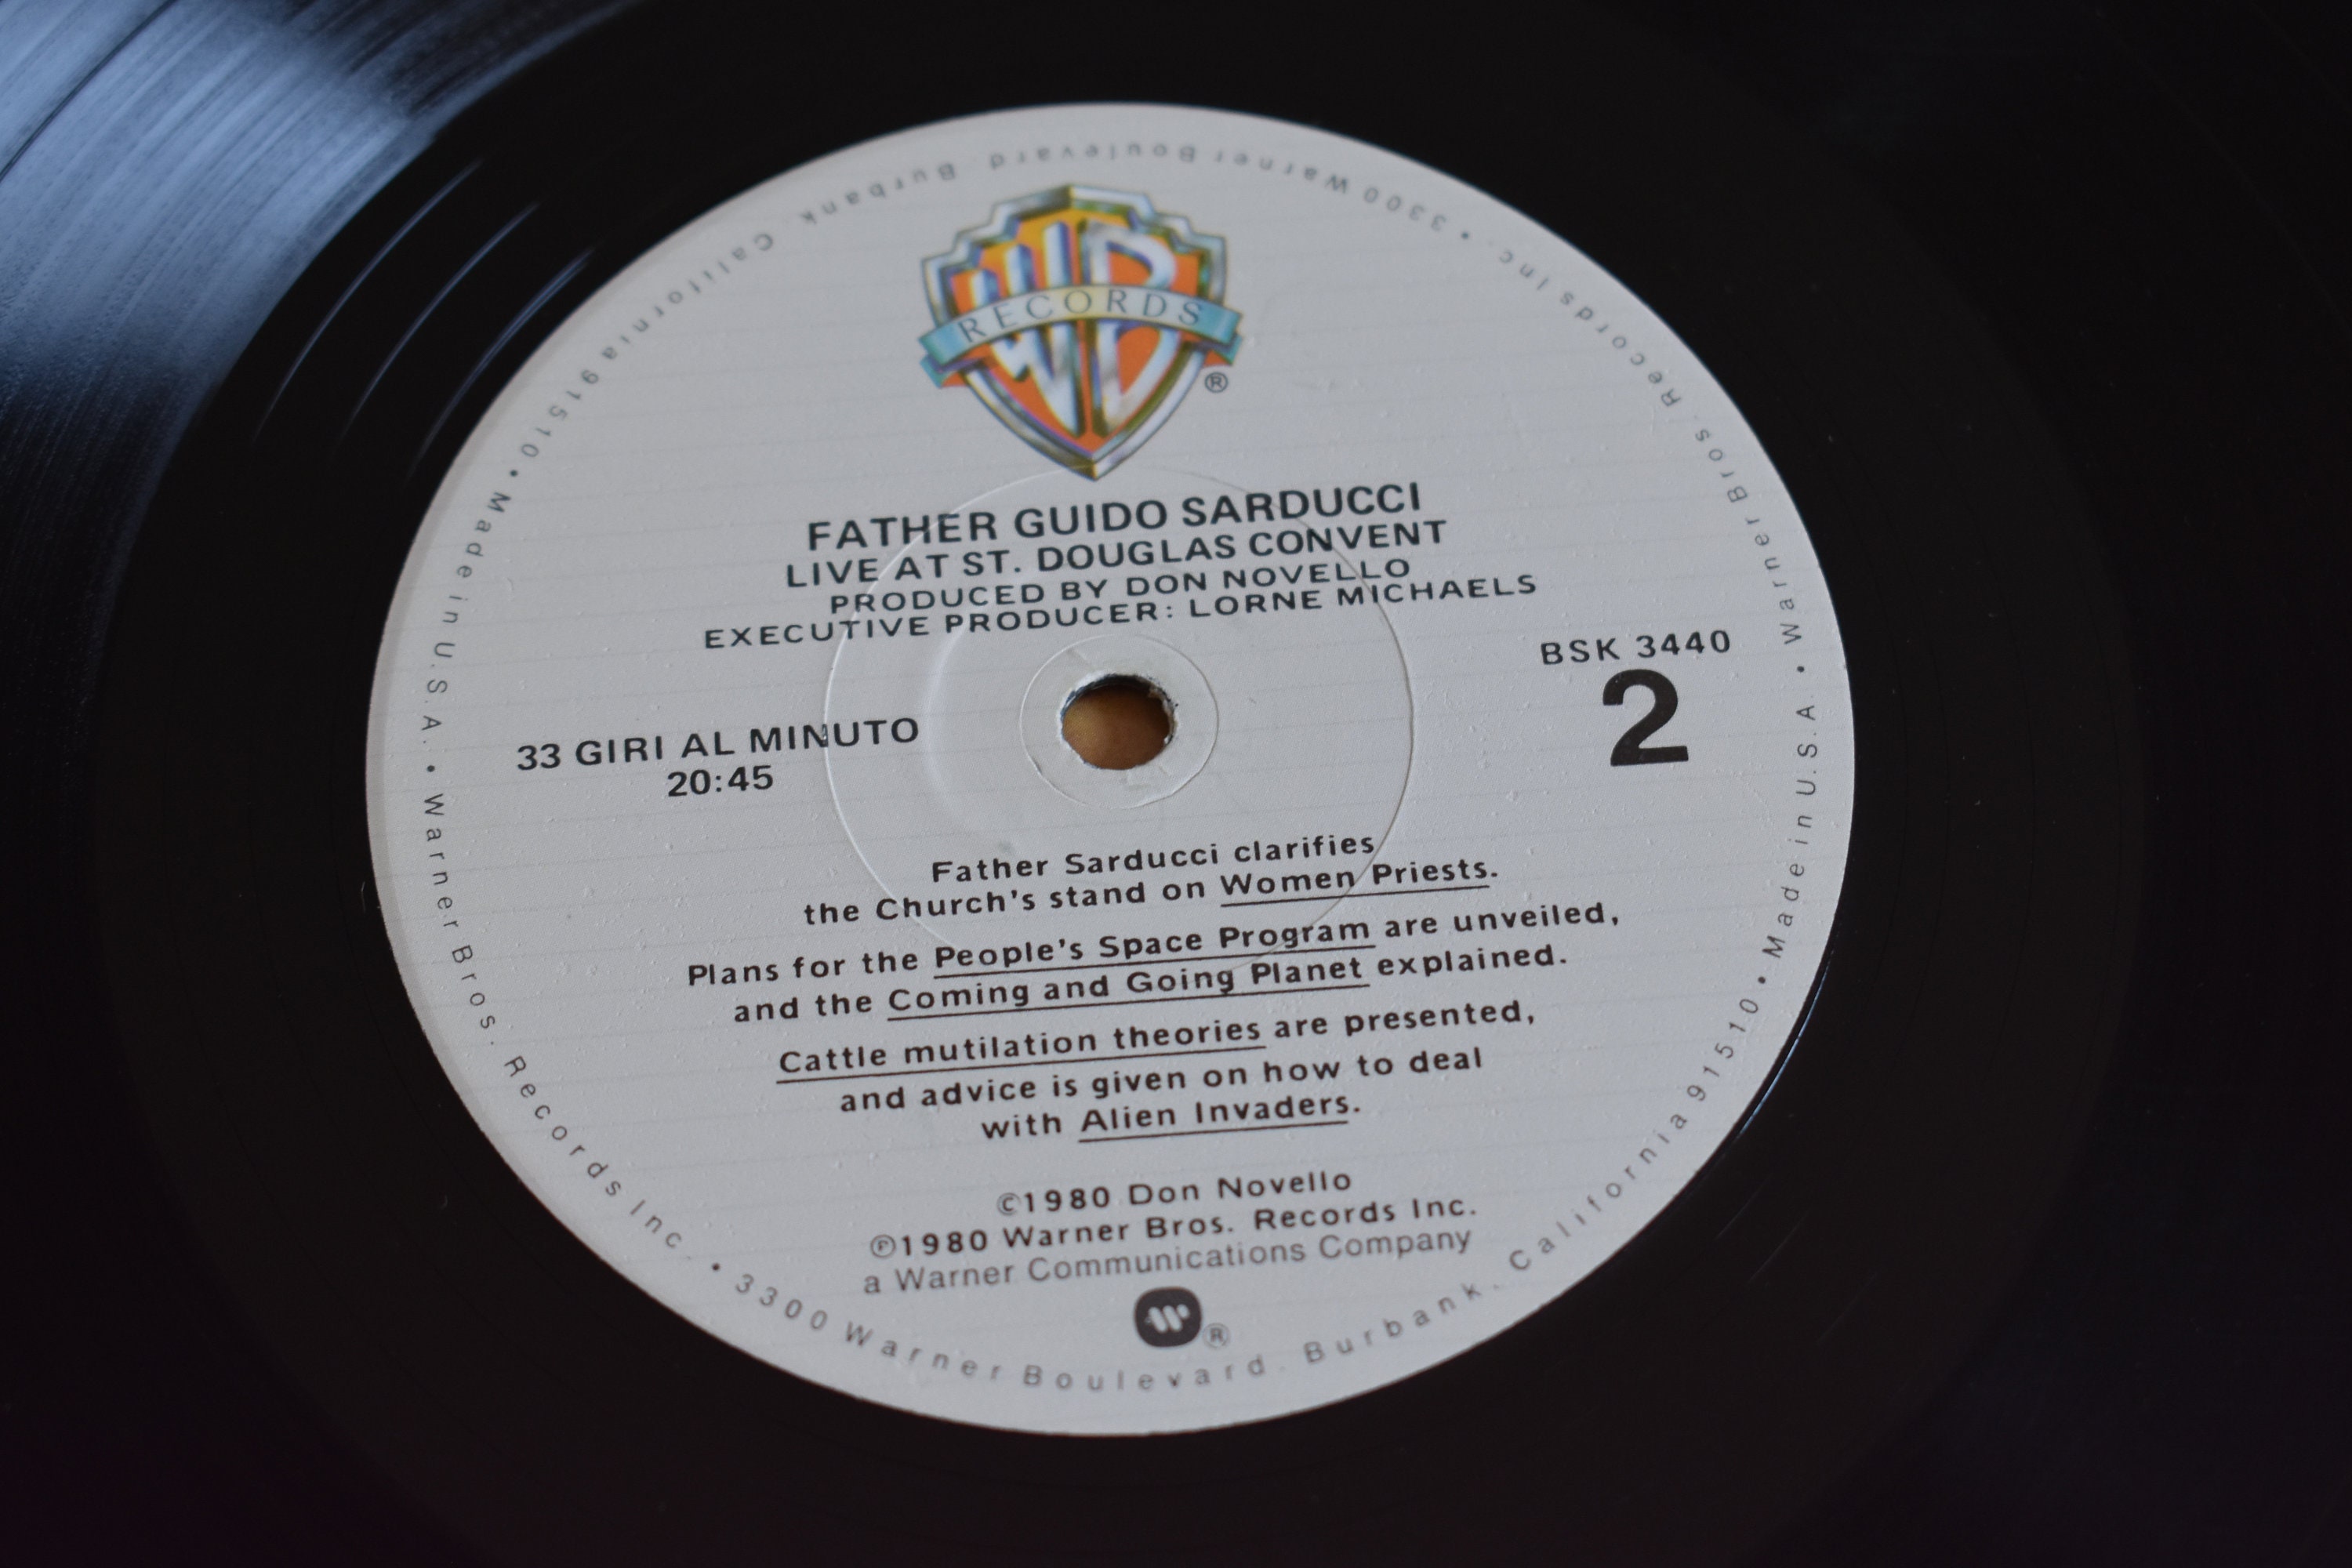 WB
RECORDS
®
FATHER GUIDO SARDUCCI
LIVE AT ST. DOUGLAS CONVENT
PRODUCED BY DON NOVELLO
EXECUTIVE PRODUCER: LORNE MICHAELS
BSK 3440
2
33 GIRI AL MINUTO
20:45
Father Sarducci clarifies
the Church's stand on Women Priests.
Plans for the People's Space Program are unveiled,
and the Coming and Going Planet explained.
Cattle mutilation theories are presented,
and advice is given on how to deal
with Alien Invaders.
©1980 Don Novello
℗1980 Warner Bros. Records Inc.
a Warner Communications Company
®
Warner Bros. Records Inc. • 3300 Warner Boulevard. Burbank. California 91510 • Made in U.S.A. • Warner Bros. Records Inc. • 3300 Warner Boulevard. Burbank. California 91510 • Made in U.S.A. •